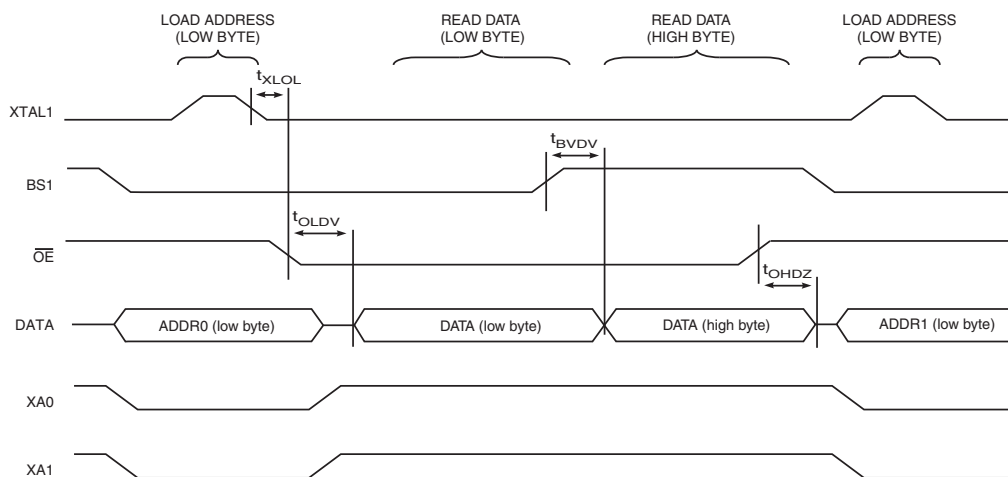 LOAD ADDRESS
(LOW BYTE)
READ DATA
(LOW BYTE)
READ DATA
(HIGH BYTE)
LOAD ADDRESS
(LOW BYTE)
tXLOL
XTAL1
tBVDV
BS1
tOLDV
OE
tOHDZ
DATA
ADDR0 (low byte)
DATA (low byte)
DATA (high byte)
ADDR1 (low byte)
XA0
XA1